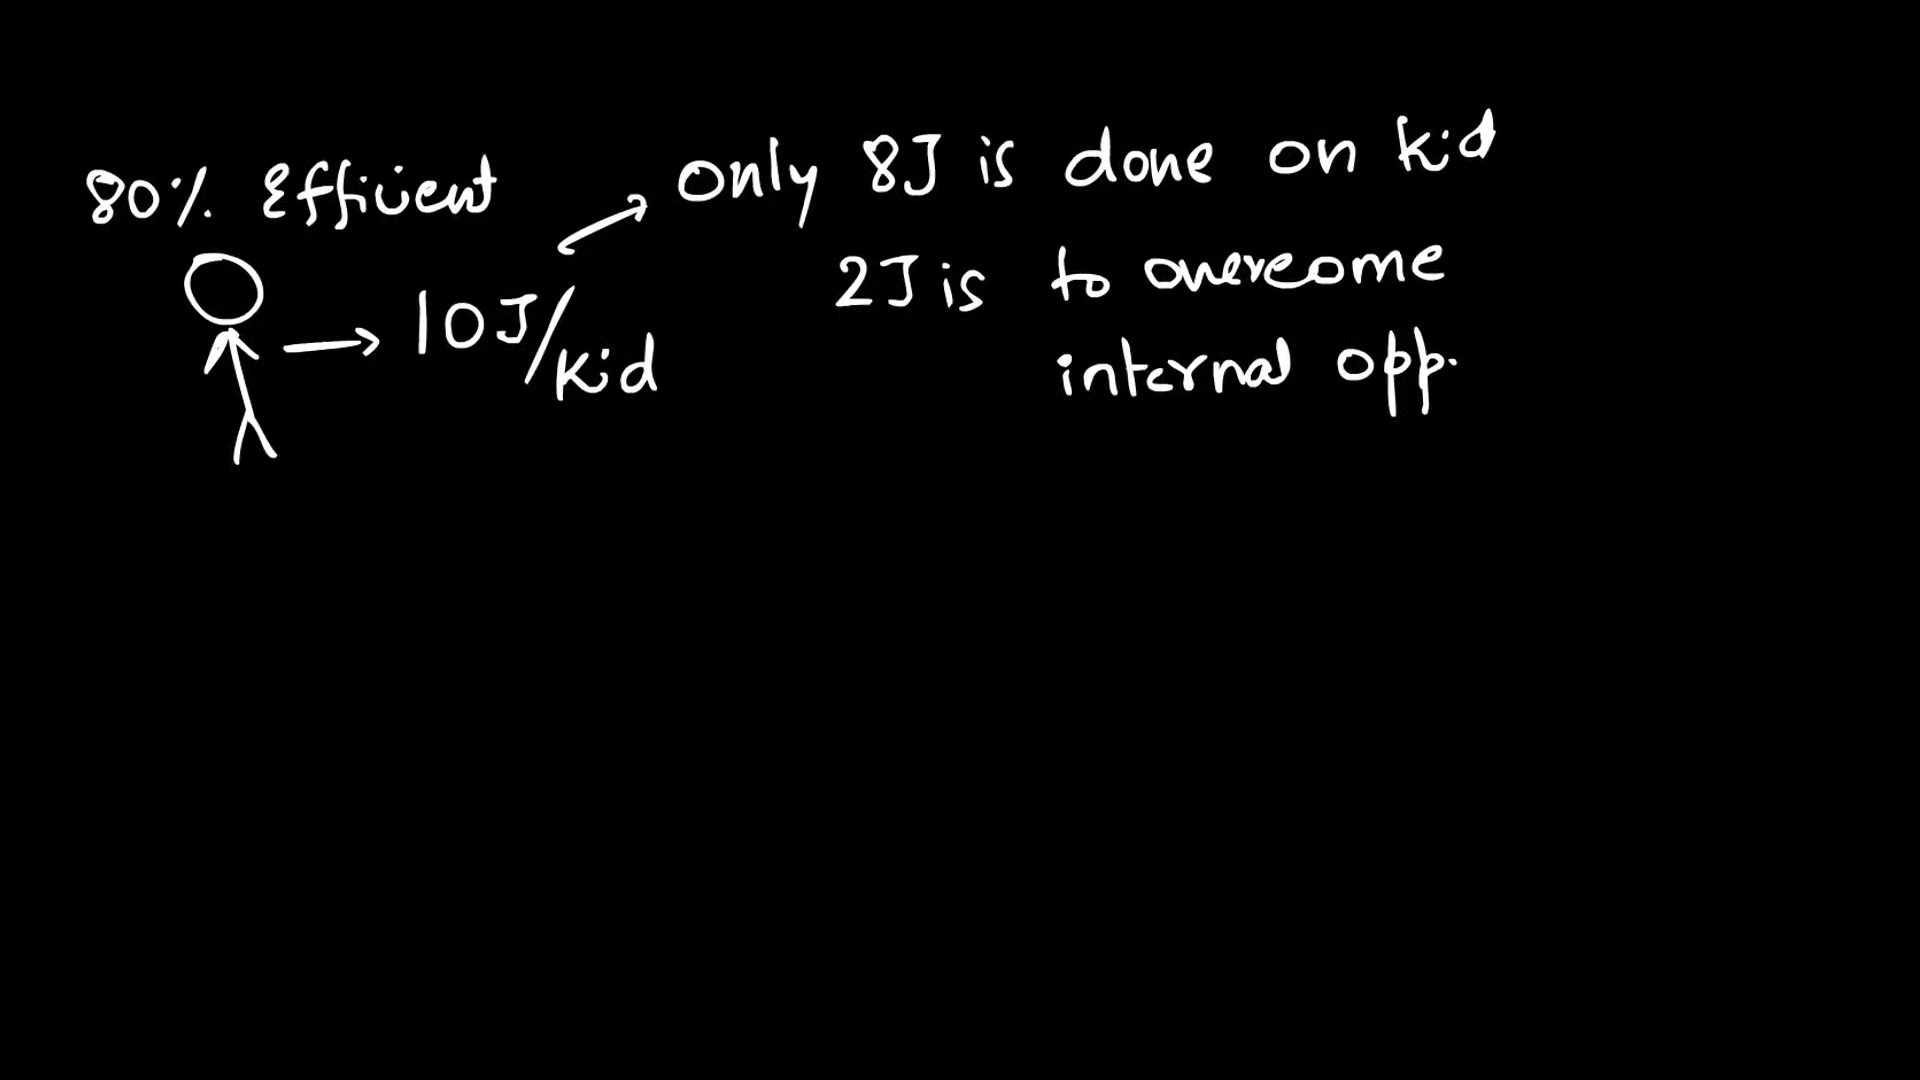 80% Efficient
only 8J is done on kid
2J is to overcome
internal opp.
10J/kid